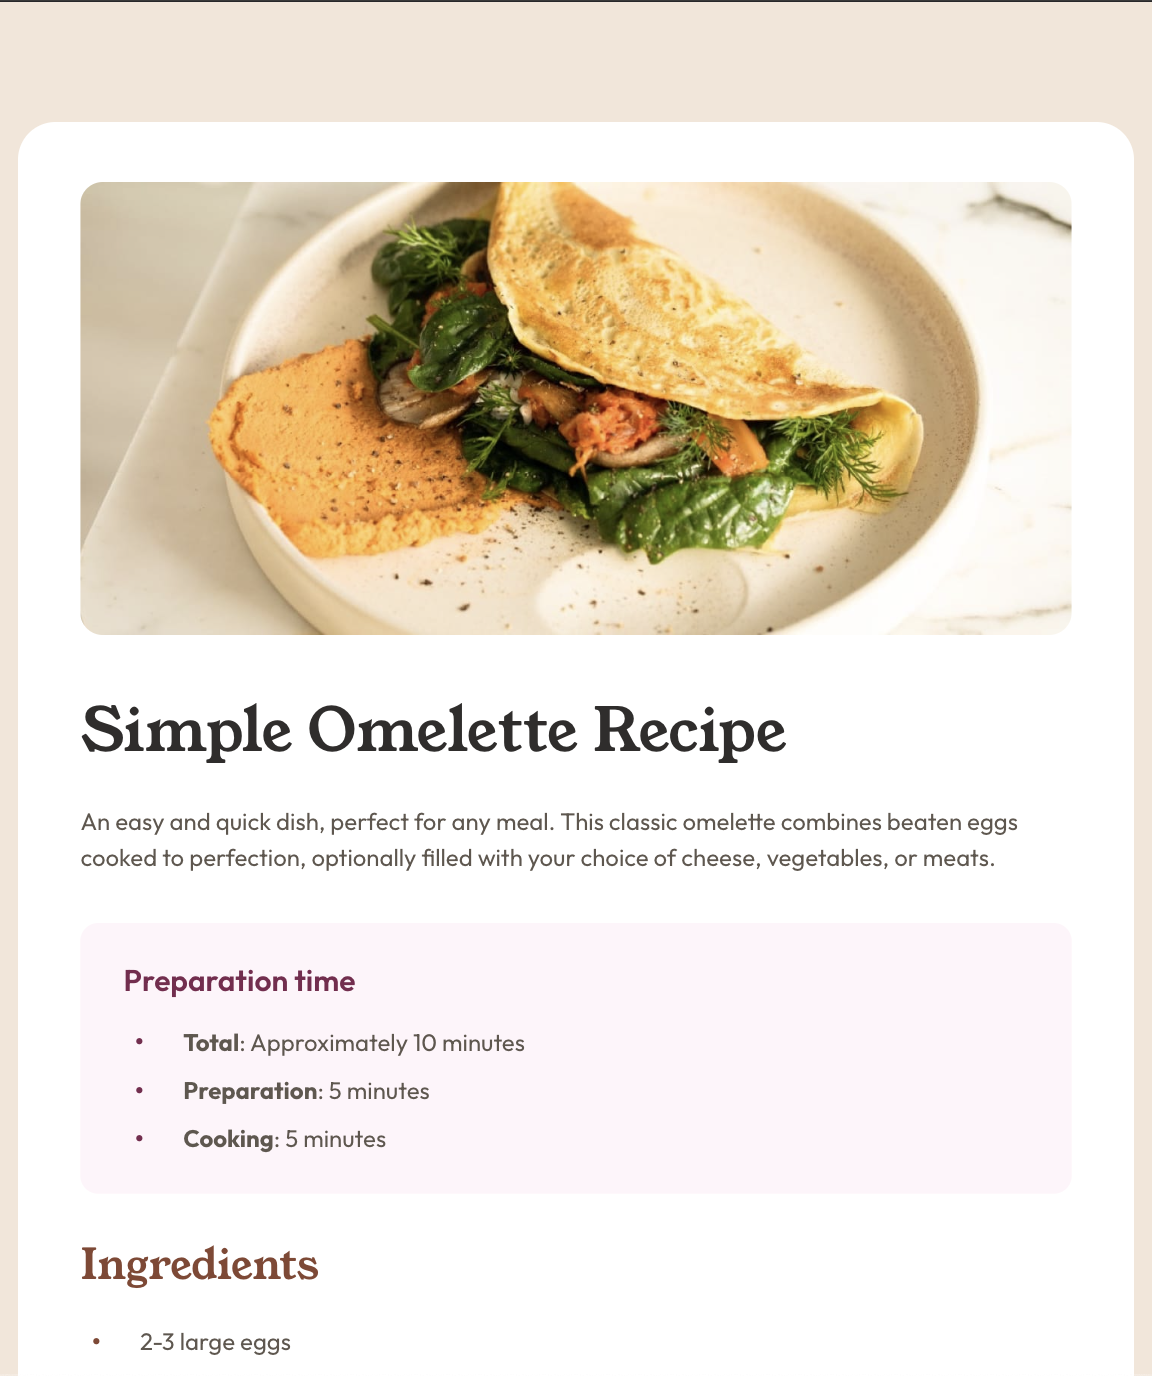 Simple Omelette Recipe
An easy and quick dish, perfect for any meal. This classic omelette combines beaten eggs
cooked to perfection, optionally filled with your choice of cheese, vegetables, or meats.
Preparation time
• Total: Approximately 10 minutes
• Preparation: 5 minutes
• Cooking: 5 minutes
Ingredients
• 2-3 large eggs